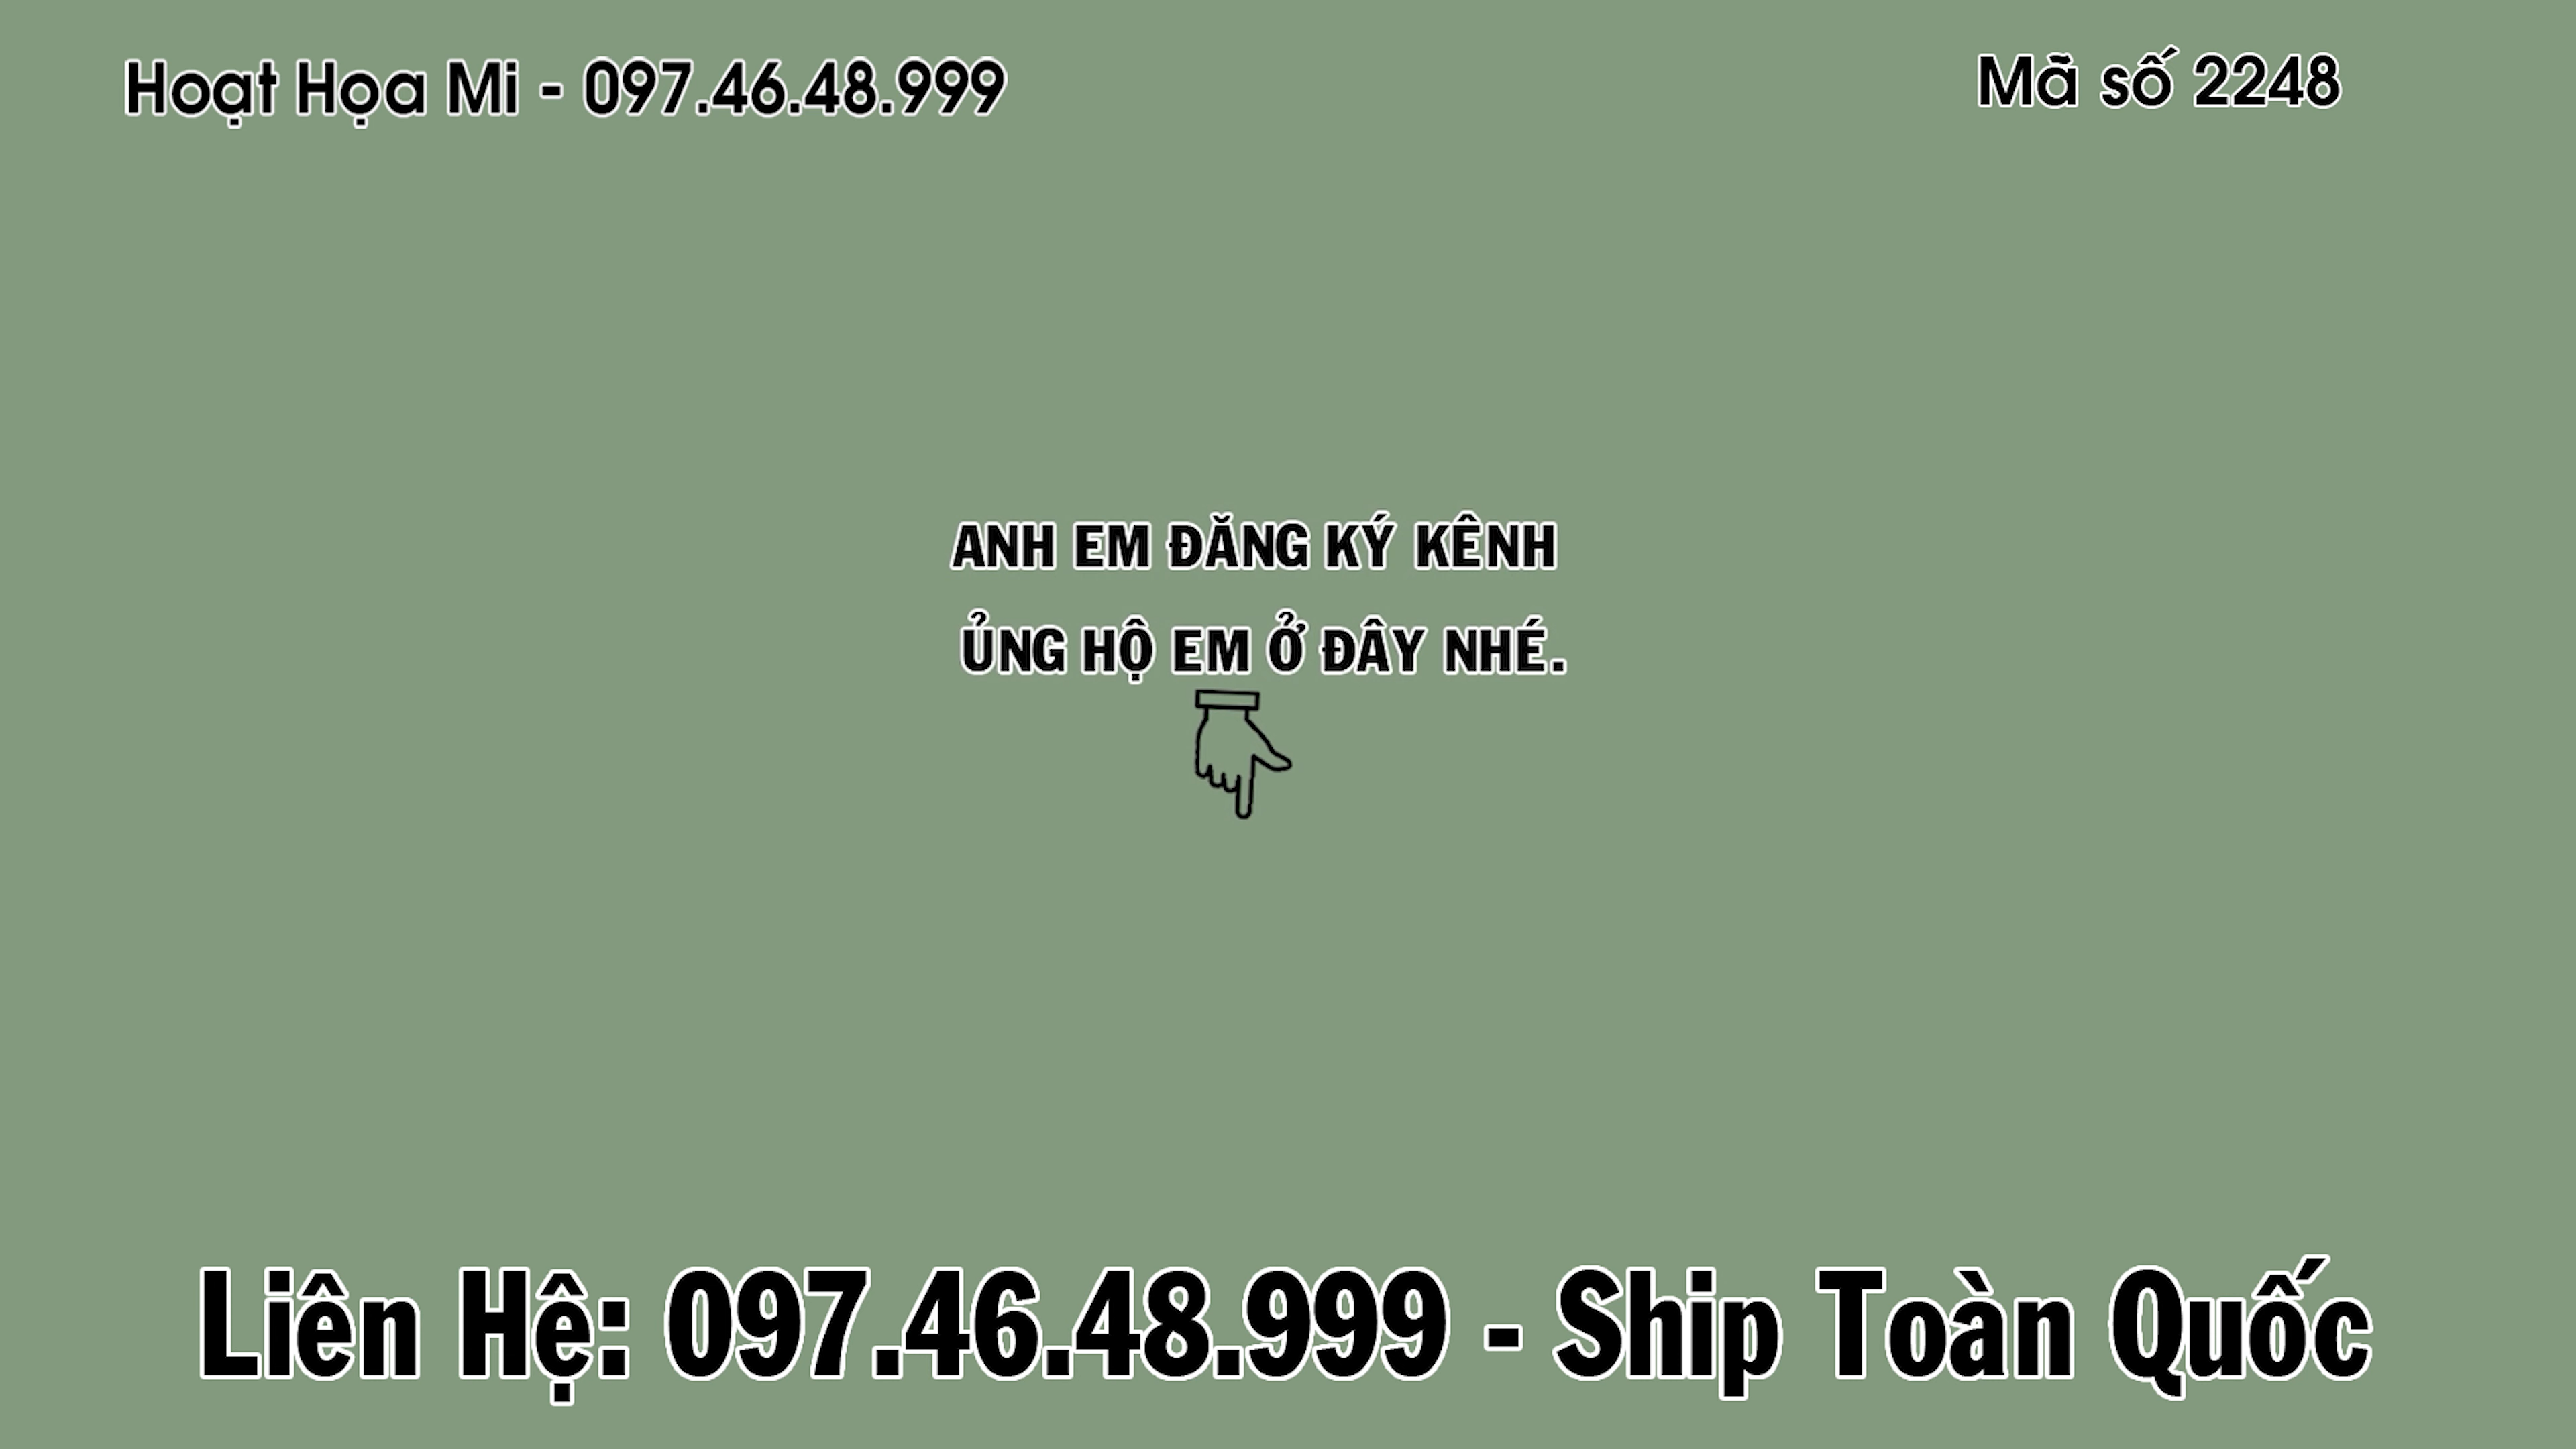 Hoạt Họa Mi - 097.46.48.999
Mã số 2248
ANH EM ĐĂNG KÝ KÊNH
ỦNG HỘ EM Ở ĐÂY NHÉ.
Liên Hệ: 097.46.48.999 - Ship Toàn Quốc